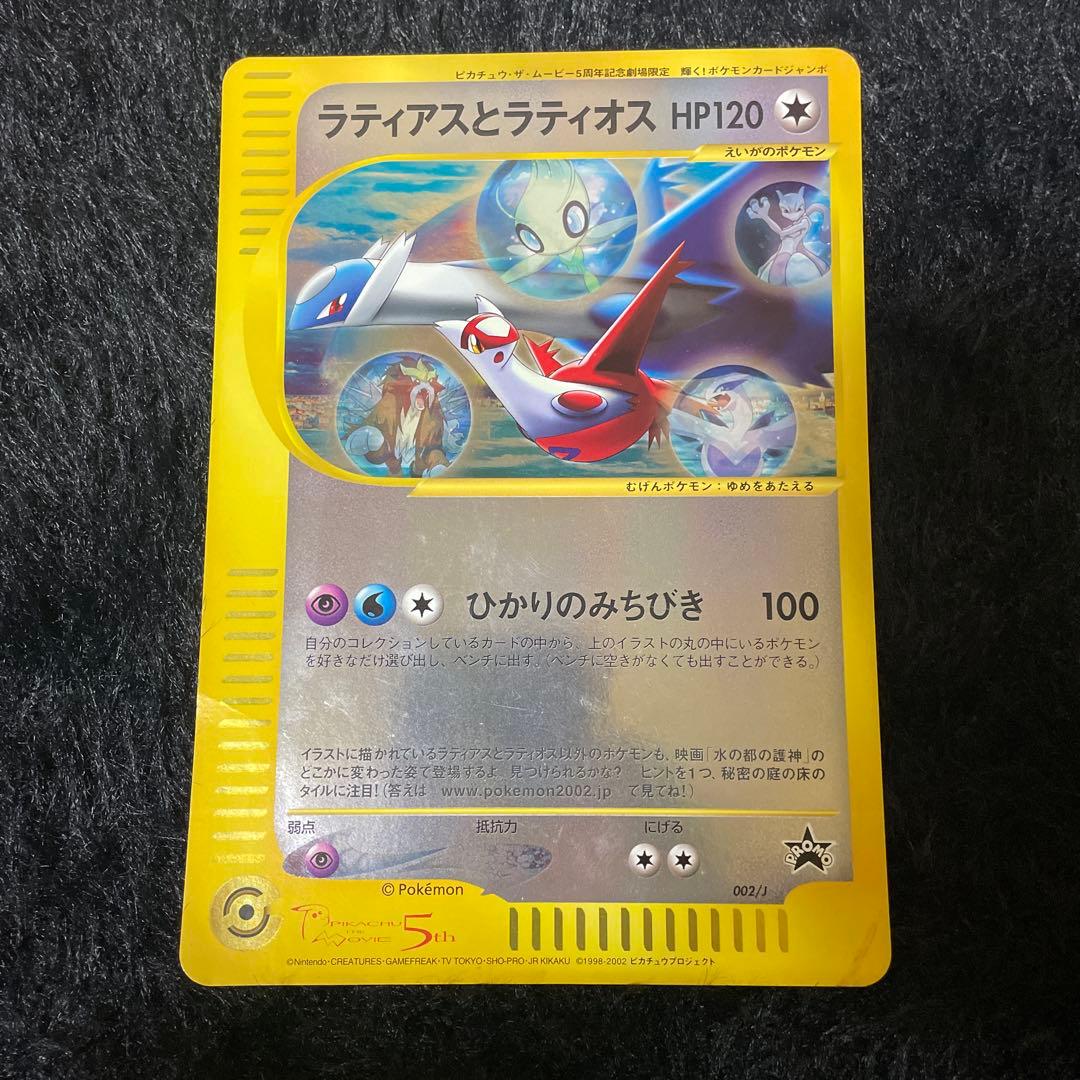 ピカチュウ・ザ・ムービー5周年記念劇場限定　輝く!ポケモンカードジャンボ
ラティアスとラティオス HP120
えいがのポケモン
むげんポケモン：ゆめをあたえる
ひかりのみちびき 100
自分のコレクションしているカードの中から、上のイラストの丸の中にいるポケモン
を好きなだけ選び出し、ベンチに出す。（ベンチに空きがなくても出すことができる。）
イラストに描かれているラティアスとラティオス以外のポケモンも、映画「水の都の護神」の
どこかに変わった姿で登場するよ。見つけられるかな？　ヒントを1つ、秘密の庭の床の
タイルに注目！（答えは　www.pokemon2002.jp　で見てね！）
弱点 抵抗力 にげる
PROMO
© Pokémon 002/J
PIKACHU THE MOVIE 5th
©Nintendo・CREATURES・GAMEFREAK・TV TOKYO・SHO-PRO・JR KIKAKU ©1998-2002 ピカチュウプロジェクト